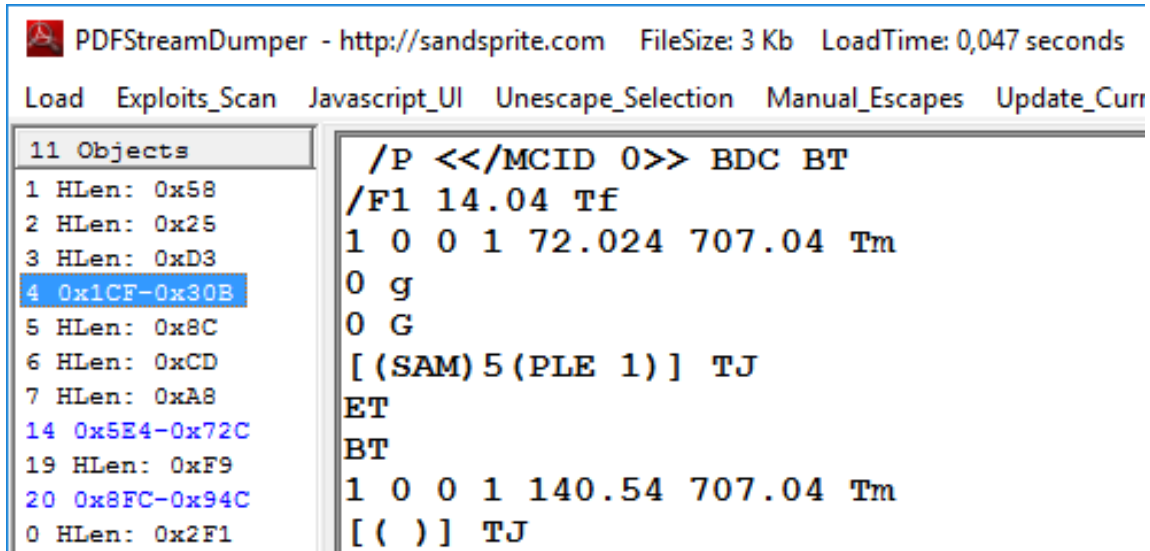 PDFStreamDumper - http://sandsprite.com FileSize: 3 Kb LoadTime: 0,047 seconds
Load Exploits_Scan Javascript_UI Unescape_Selection Manual_Escapes Update_Curr
11 Objects
1 HLen: 0x58
2 HLen: 0x25
3 HLen: 0xD3
4 0x1CF-0x30B
5 HLen: 0x8C
6 HLen: 0xCD
7 HLen: 0xA8
14 0x5E4-0x72C
19 HLen: 0xF9
20 0x8FC-0x94C
0 HLen: 0x2F1
/P <</MCID 0>> BDC BT
/F1 14.04 Tf
1 0 0 1 72.024 707.04 Tm
0 g
0 G
[(SAM)5(PLE 1)] TJ
ET
BT
1 0 0 1 140.54 707.04 Tm
[( )] TJ